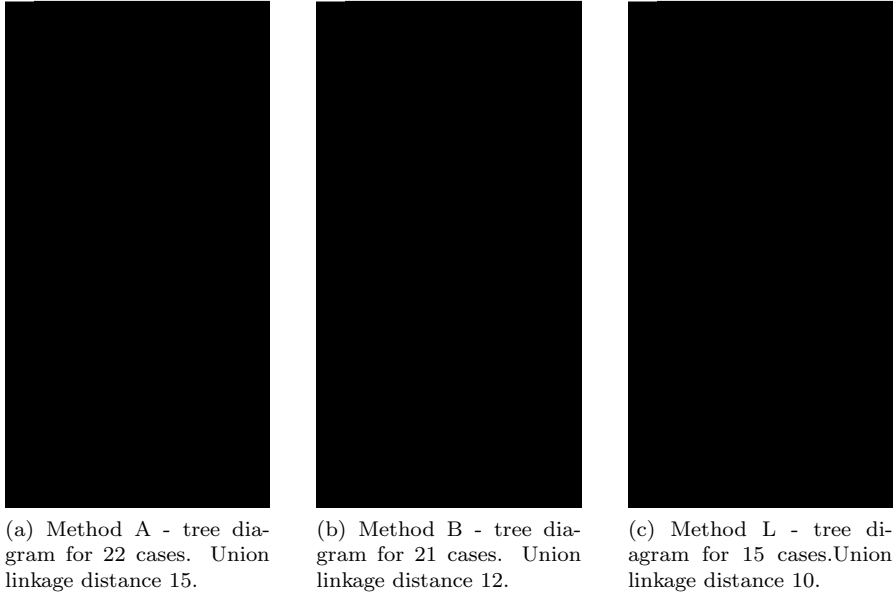 (a) Method A - tree dia-
gram for 22 cases. Union
linkage distance 15.
(b) Method B - tree dia-
gram for 21 cases. Union
linkage distance 12.
(c) Method L - tree di-
agram for 15 cases.Union
linkage distance 10.